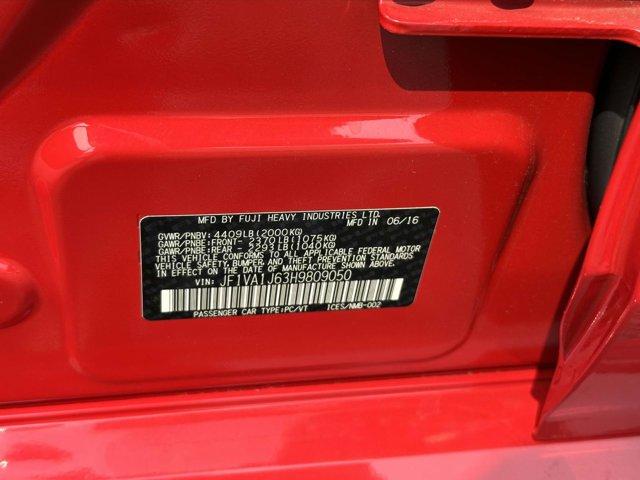 MFD BY FUJI HEAVY INDUSTRIES LTD.
MFD IN 06/16
GVWR/PNBV: 4409LB(2000KG)
GAWR/PNBE:FRONT- 2370LB(1075KG)
GAWR/PNBE:REAR - 2293LB(1040KG)
THIS VEHICLE CONFORMS TO ALL APPLICABLE FEDERAL MOTOR
VEHICLE SAFETY, BUMPER, AND THEFT PREVENTION STANDARDS
IN EFFECT ON THE DATE OF MANUFACTURE SHOWN ABOVE.
VIN: JF1VA1J63H9809050
PASSENGER CAR TYPE:PC/VT ICES/NMB-002